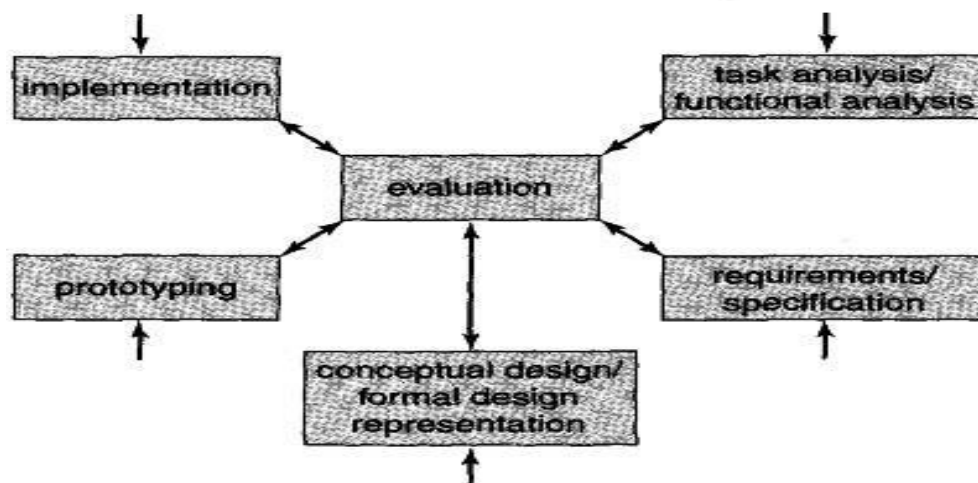 implementation
task analysis/
functional analysis
evaluation
prototyping
requirements/
specification
conceptual design/
formal design
representation